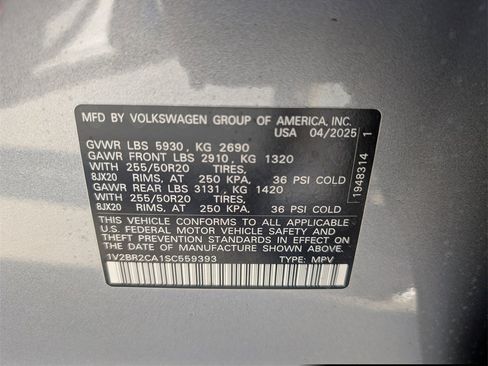 MFD BY VOLKSWAGEN GROUP OF AMERICA, INC.
USA 04/2025
GVWR LBS 5930, KG 2690
GAWR FRONT LBS 2910, KG 1320
WITH 255/50R20 TIRES,
8JX20 RIMS, AT 250 KPA, 36 PSI COLD
GAWR REAR LBS 3131, KG 1420
WITH 255/50R20 TIRES,
8JX20 RIMS, AT 250 KPA, 36 PSI COLD
THIS VEHICLE CONFORMS TO ALL APPLICABLE
U.S. FEDERAL MOTOR VEHICLE SAFETY AND
THEFT PREVENTION STANDARDS IN EFFECT ON
THE DATE OF MANUFACTURE SHOWN ABOVE.
1V2BR2CA1SC559393 TYPE: MPV
1948314 1